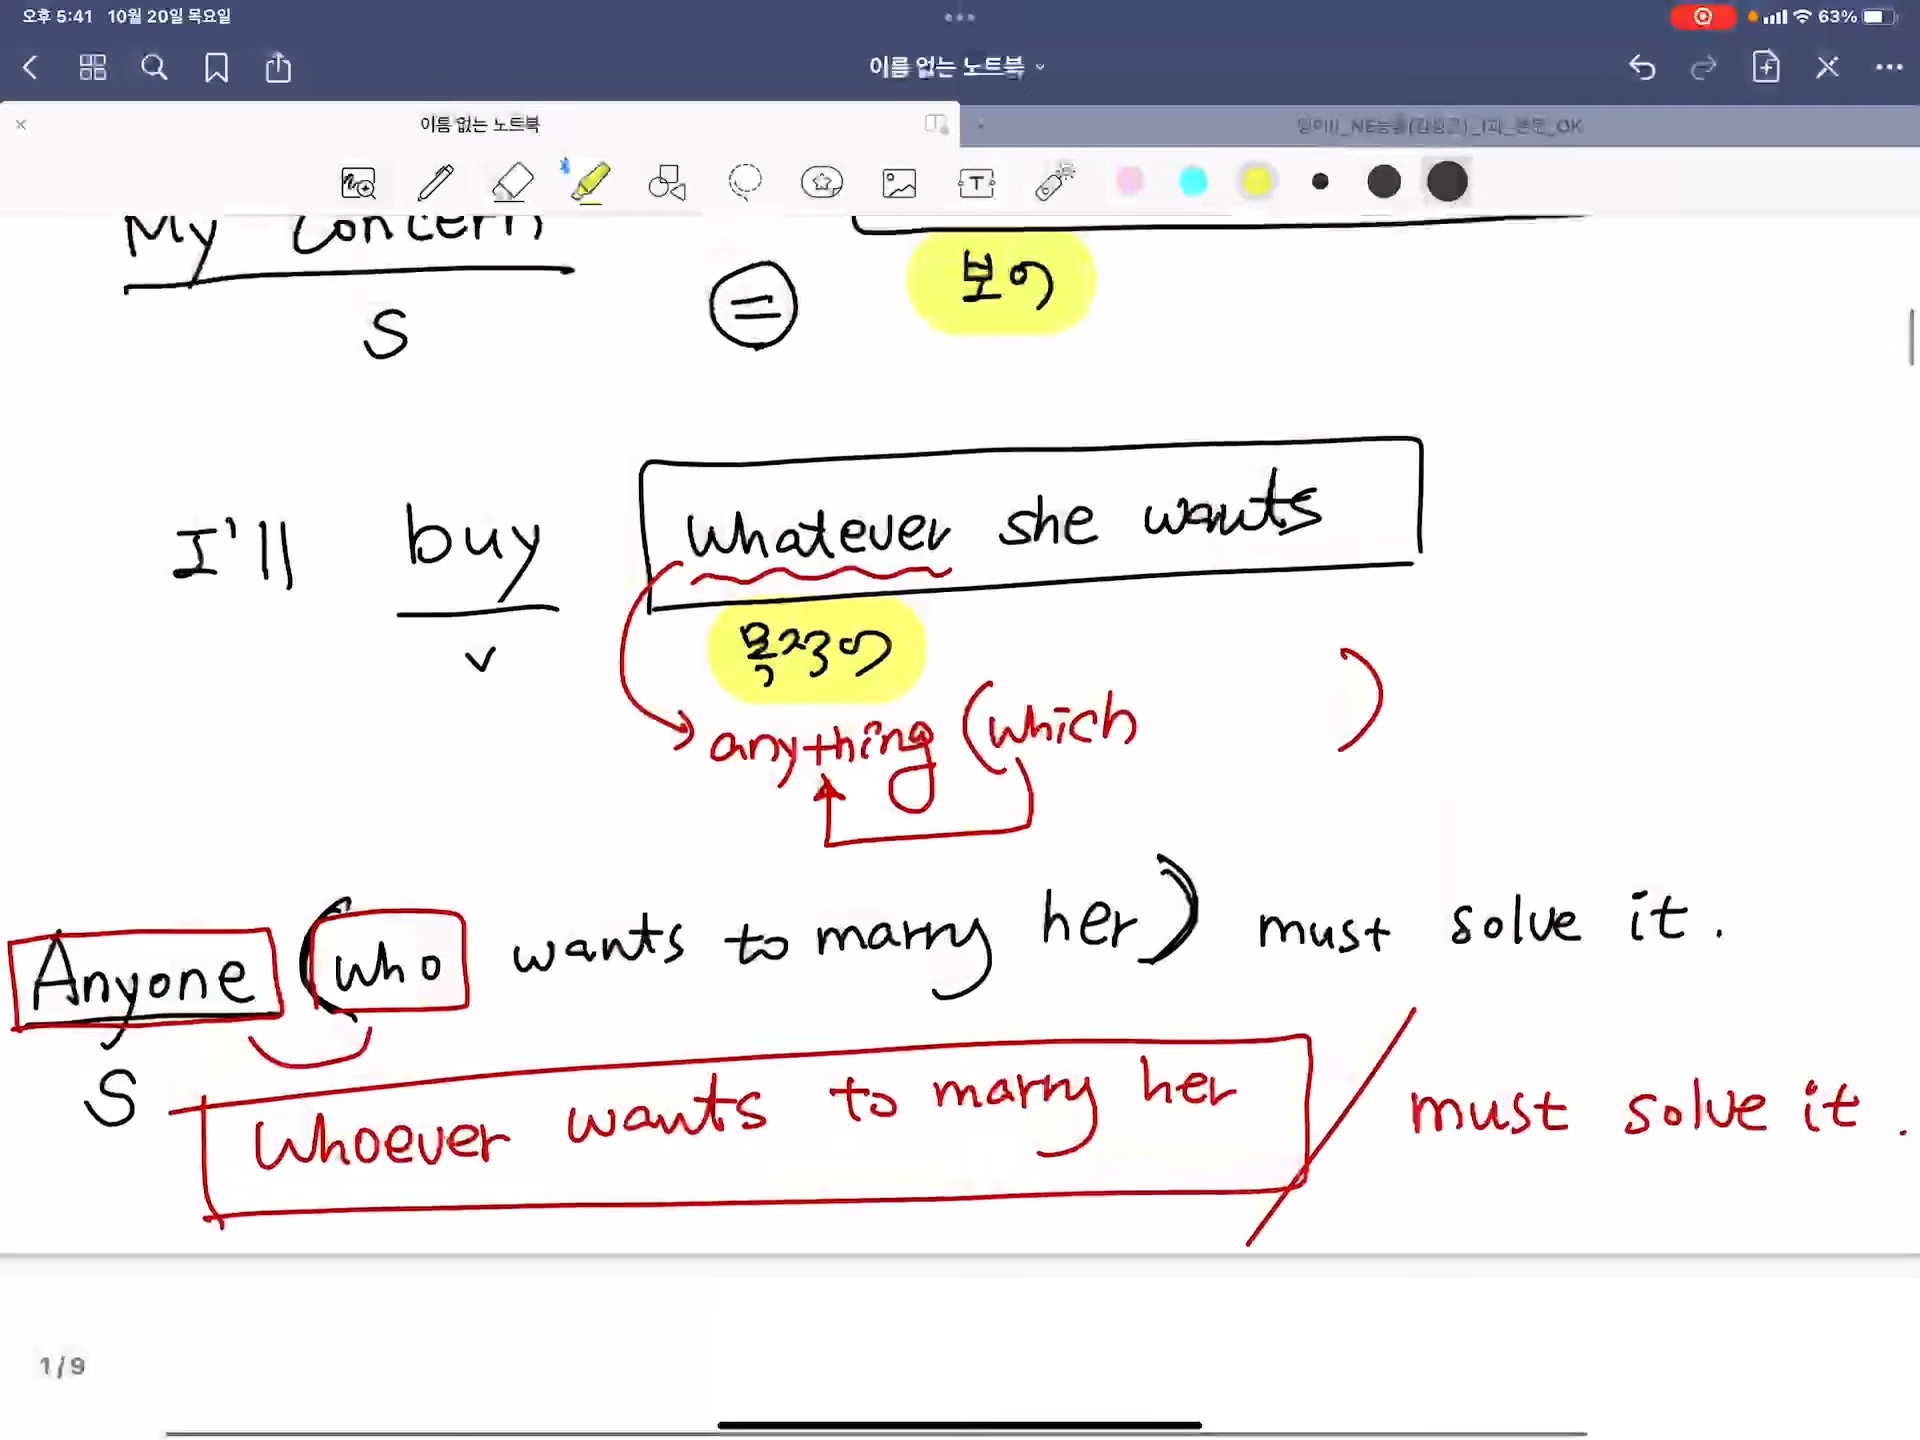 오후 5:41 10월 20일 목요일
63%
이름 없는 노트북
이름 없는 노트북
My concern
S
=
보어
I'll buy whatever she wants
v
목적어
anything (which )
Anyone (who wants to marry her) must solve it.
S
Whoever wants to marry her / must solve it.
1/9